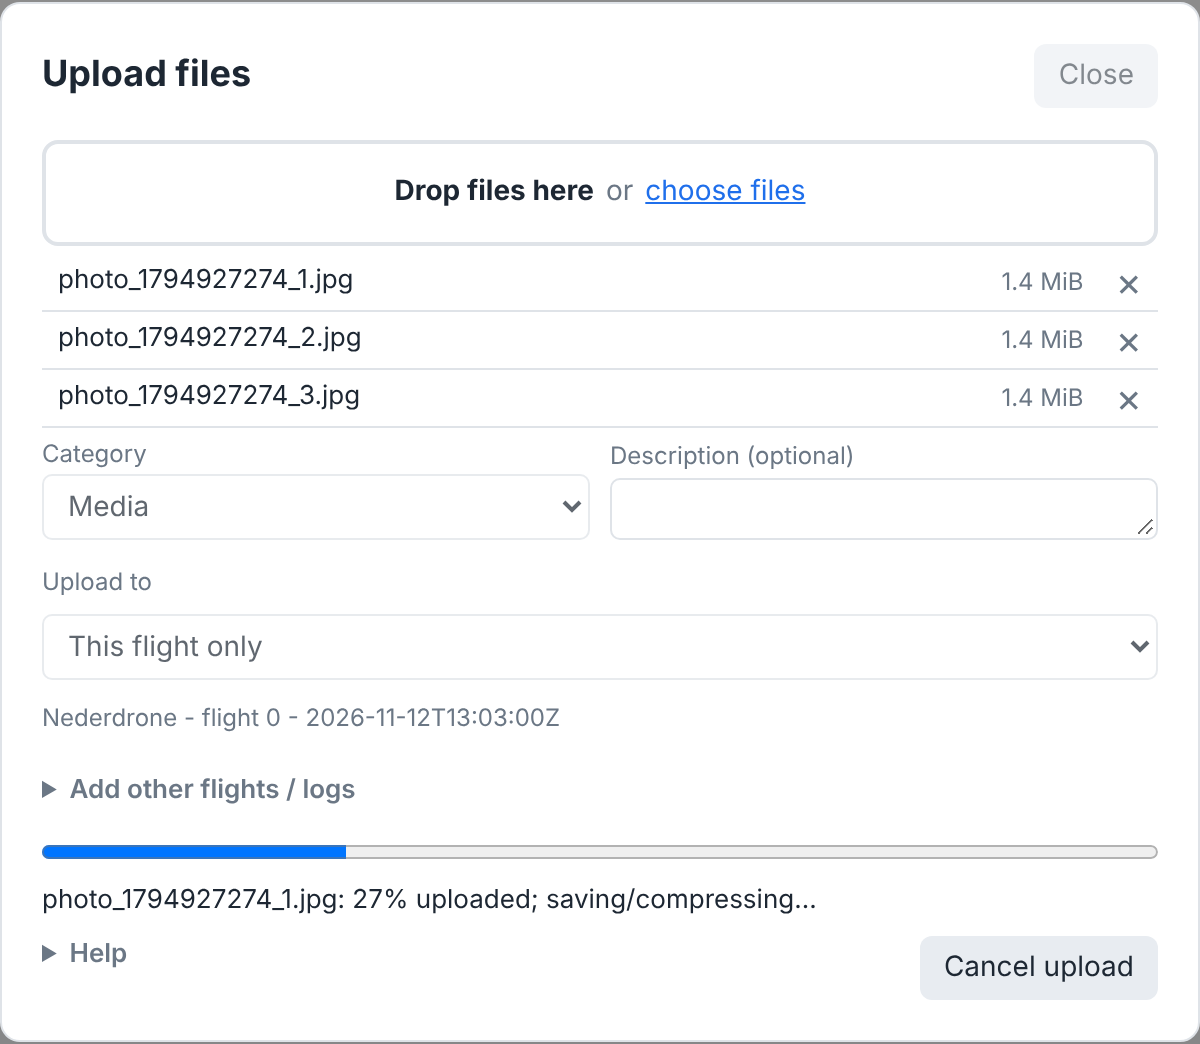 Upload files
Close
Drop files here or choose files
photo_1794927274_1.jpg 1.4 MiB ✕
photo_1794927274_2.jpg 1.4 MiB ✕
photo_1794927274_3.jpg 1.4 MiB ✕
Category
Description (optional)
Media
Upload to
This flight only
Nederdrone - flight 0 - 2026-11-12T13:03:00Z
Add other flights / logs
photo_1794927274_1.jpg: 27% uploaded; saving/compressing...
Help
Cancel upload